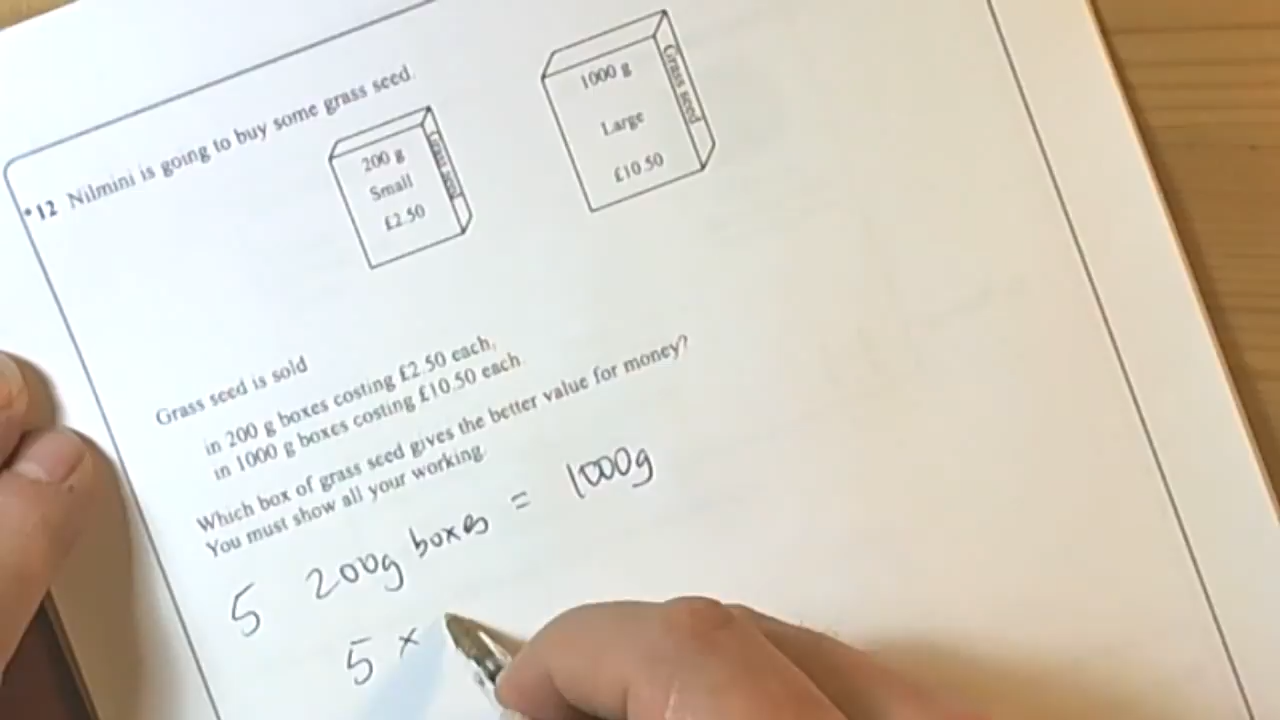 *12 Nilmini is going to buy some grass seed.
200 g
Small
£2.50
Grass seed
1000 g
Large
£10.50
Grass seed
Grass seed is sold
in 200 g boxes costing £2.50 each,
in 1000 g boxes costing £10.50 each.
Which box of grass seed gives the better value for money?
You must show all your working.
5 200g boxes = 1000g
5 ×